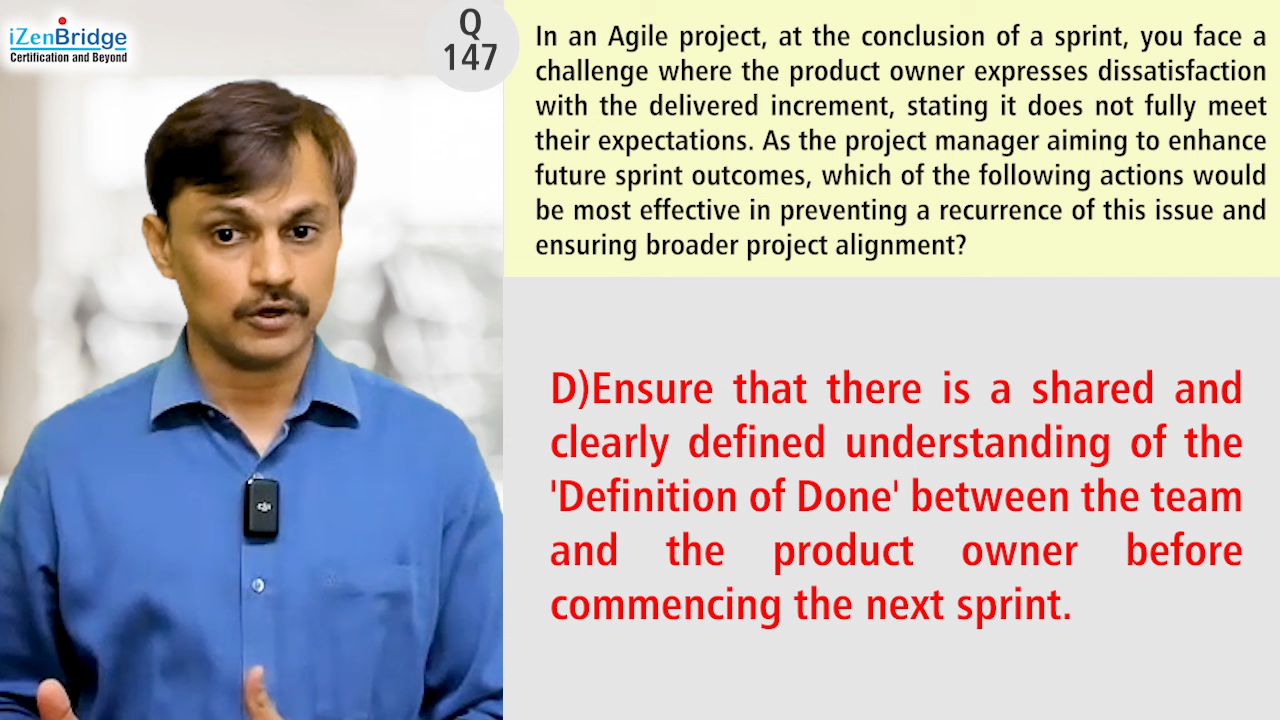 iZenBridge
Certification and Beyond
Q
147
In an Agile project, at the conclusion of a sprint, you face a
challenge where the product owner expresses dissatisfaction
with the delivered increment, stating it does not fully meet
their expectations. As the project manager aiming to enhance
future sprint outcomes, which of the following actions would
be most effective in preventing a recurrence of this issue and
ensuring broader project alignment?
D)Ensure that there is a shared and
clearly defined understanding of the
'Definition of Done' between the team
and the product owner before
commencing the next sprint.
dji